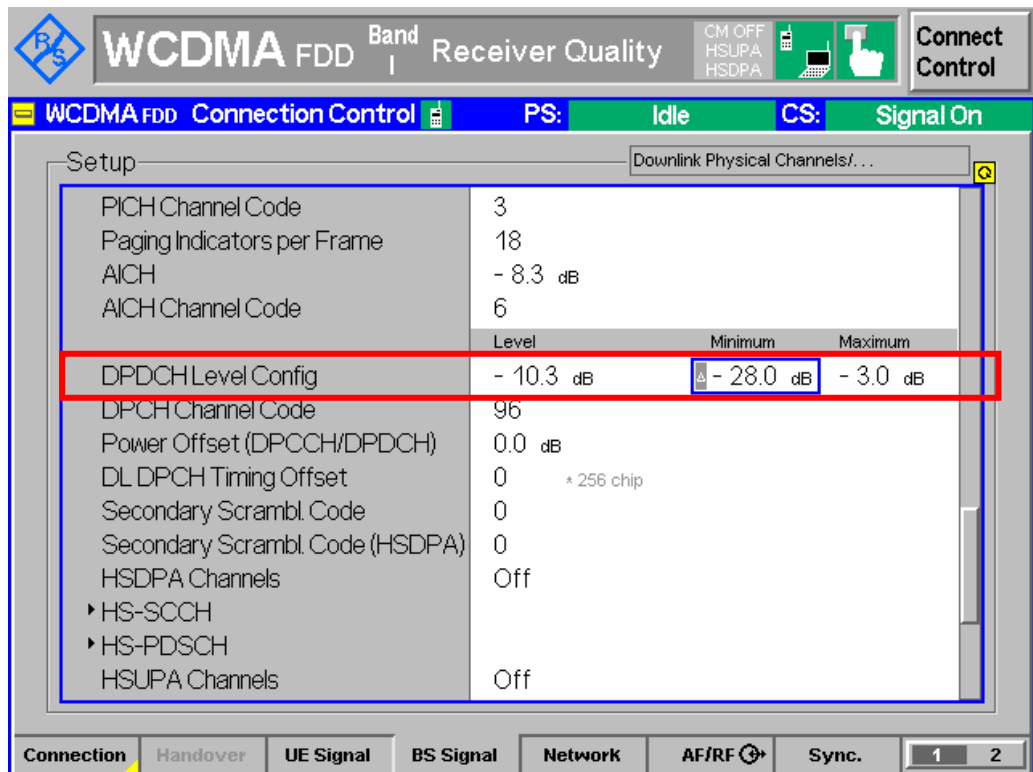 R&S WCDMA FDD Band I Receiver Quality CM OFF HSUPA HSDPA Connect Control
WCDMA FDD Connection Control PS: Idle CS: Signal On
Setup Downlink Physical Channels/...
PICH Channel Code 3
Paging Indicators per Frame 18
AICH - 8.3 dB
AICH Channel Code 6
Level Minimum Maximum
DPDCH Level Config - 10.3 dB - 28.0 dB - 3.0 dB
DPCH Channel Code 96
Power Offset (DPCCH/DPDCH) 0.0 dB
DL DPCH Timing Offset 0 * 256 chip
Secondary Scrambl. Code 0
Secondary Scrambl. Code (HSDPA) 0
HSDPA Channels Off
HS-SCCH
HS-PDSCH
HSUPA Channels Off
Connection Handover UE Signal BS Signal Network AF/RF Sync. 1 2